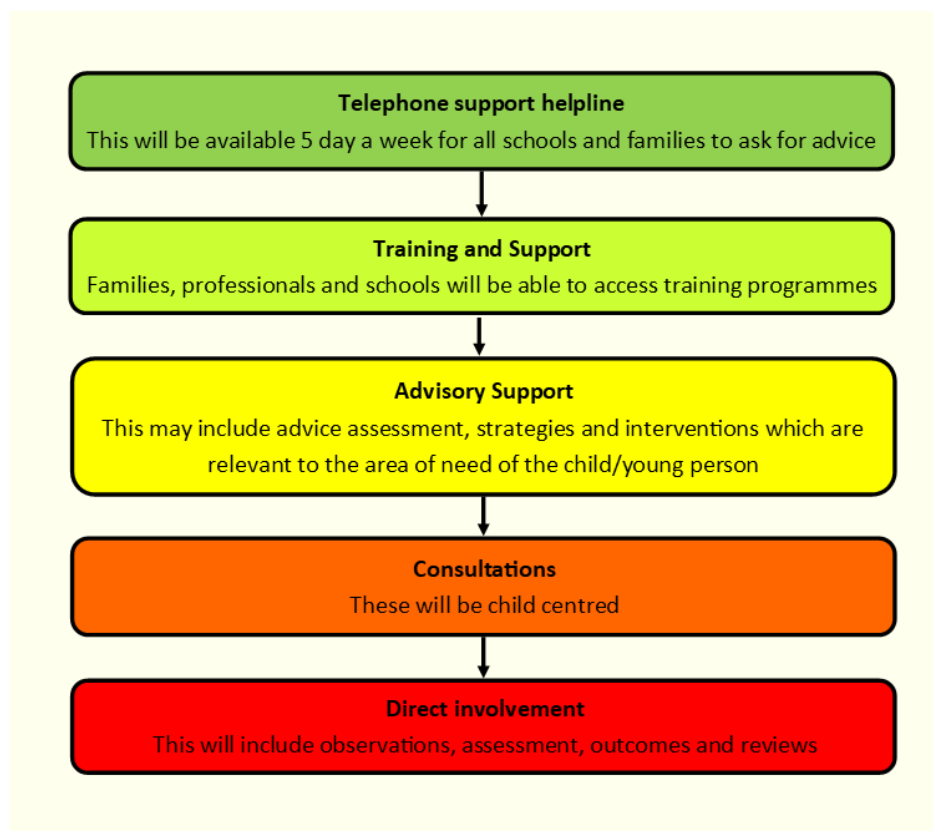 Telephone support helpline
This will be available 5 day a week for all schools and families to ask for advice
Training and Support
Families, professionals and schools will be able to access training programmes
Advisory Support
This may include advice assessment, strategies and interventions which are
relevant to the area of need of the child/young person
Consultations
These will be child centred
Direct involvement
This will include observations, assessment, outcomes and reviews